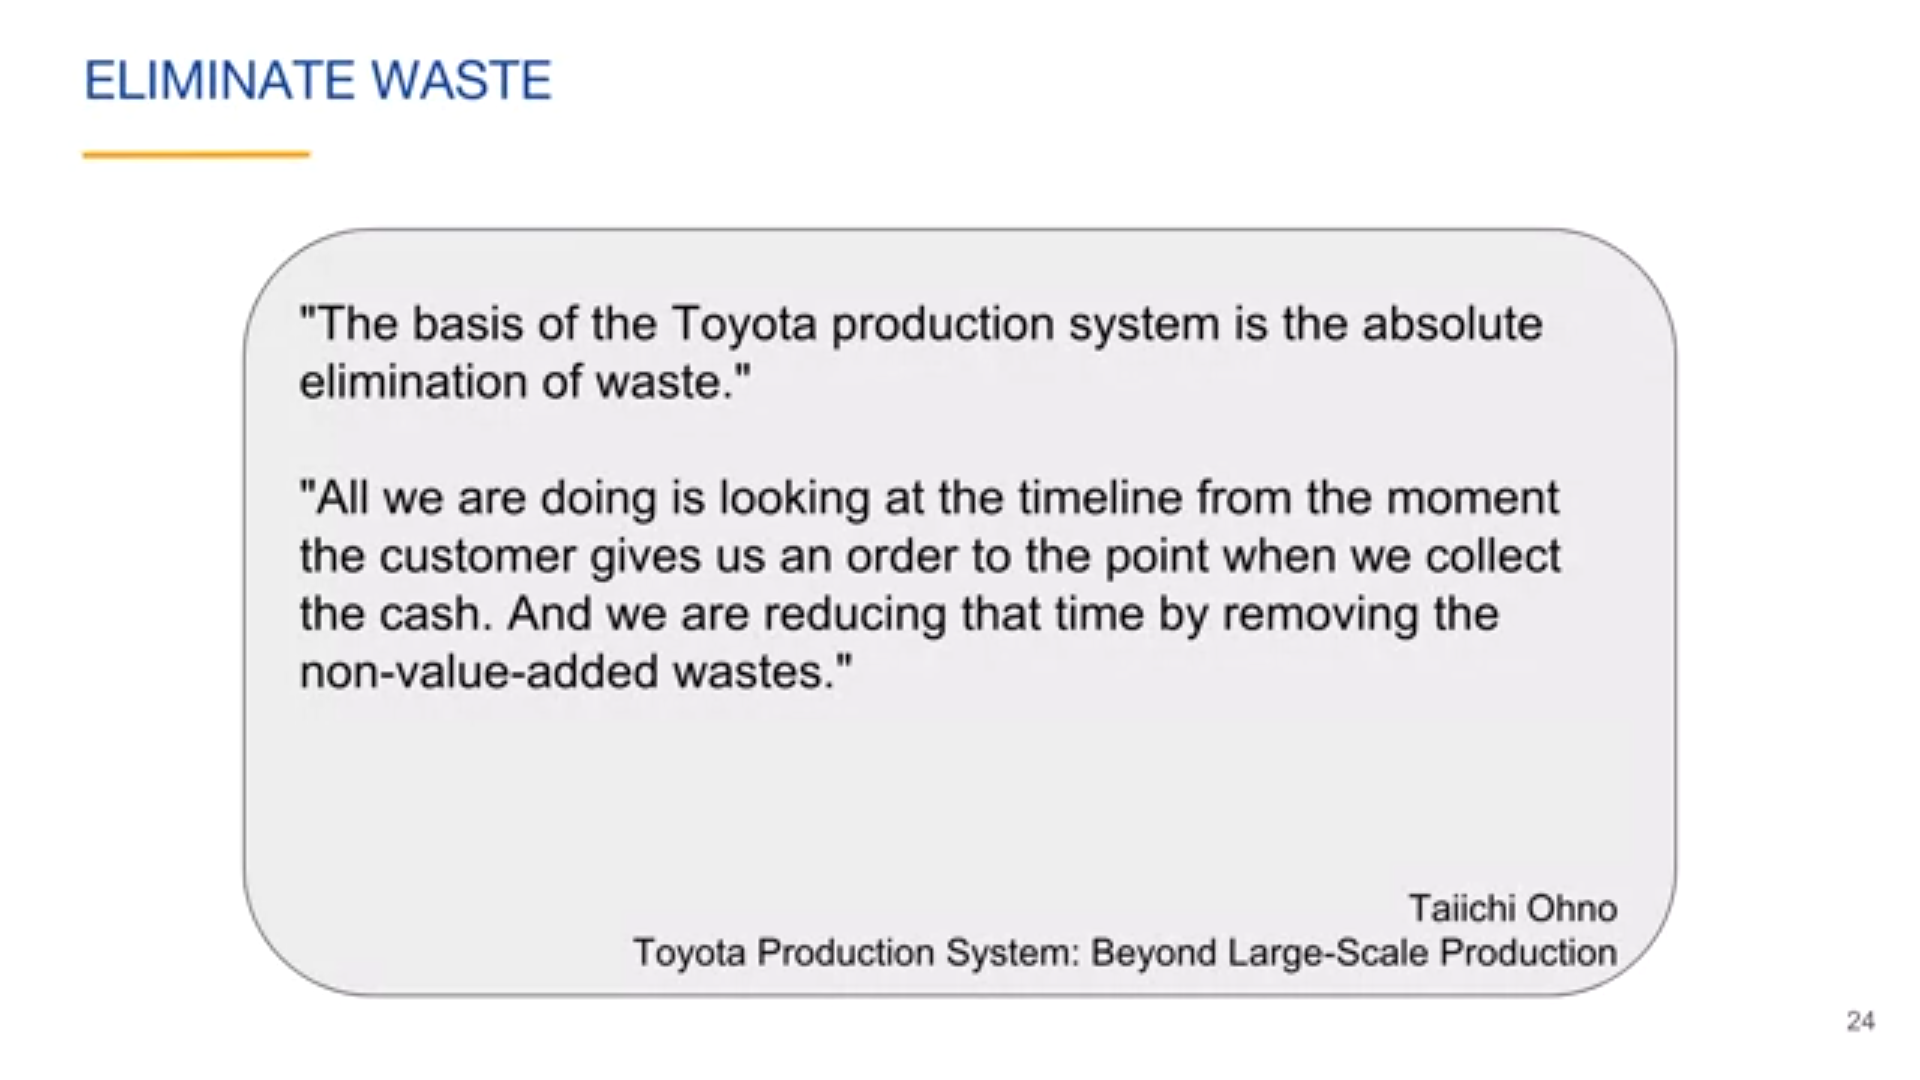 ELIMINATE WASTE
"The basis of the Toyota production system is the absolute
elimination of waste."
"All we are doing is looking at the timeline from the moment
the customer gives us an order to the point when we collect
the cash. And we are reducing that time by removing the
non-value-added wastes."
Taiichi Ohno
Toyota Production System: Beyond Large-Scale Production
24